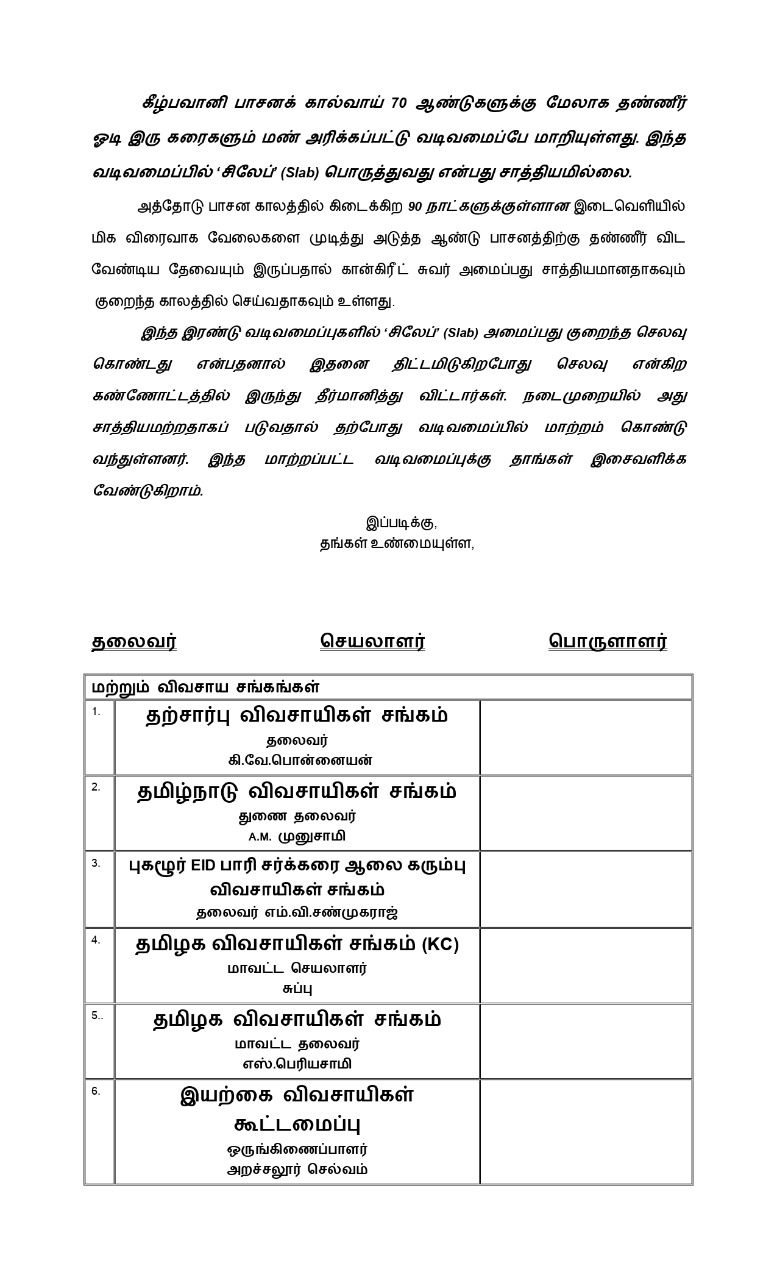 கீழ்பவானி பாசனக் கால்வாய் 70 ஆண்டுகளுக்கு மேலாக தண்ணீர்
ஓடி இரு கரைகளும் மண் அரிக்கப்பட்டு வடிவமைப்பே மாறியுள்ளது. இந்த
வடிவமைப்பில் ‘சிலேப்’ (Slab) பொருத்துவது என்பது சாத்தியமில்லை.
அத்தோடு பாசன காலத்தில் கிடைக்கிற 90 நாட்களுக்குள்ளான இடைவெளியில்
மிக விரைவாக வேலைகளை முடித்து அடுத்த ஆண்டு பாசனத்திற்கு தண்ணீர் விட
வேண்டிய தேவையும் இருப்பதால் கான்கிரீட் சுவர் அமைப்பது சாத்தியமானதாகவும்
குறைந்த காலத்தில் செய்வதாகவும் உள்ளது.
இந்த இரண்டு வடிவமைப்புகளில் ‘சிலேப்’ (Slab) அமைப்பது குறைந்த செலவு
கொண்டது என்பதனால் இதனை திட்டமிடுகிறபோது செலவு என்கிற
கண்ணோட்டத்தில் இருந்து தீர்மானித்து விட்டார்கள். நடைமுறையில் அது
சாத்தியமற்றதாகப் படுவதால் தற்போது வடிவமைப்பில் மாற்றம் கொண்டு
வந்துள்ளனர். இந்த மாற்றப்பட்ட வடிவமைப்புக்கு தாங்கள் இசைவளிக்க
வேண்டுகிறாம்.
இப்படிக்கு,
தங்கள் உண்மையுள்ள,
தலைவர் செயலாளர் பொருளாளர்
மற்றும் விவசாய சங்கங்கள்
1. தற்சார்பு விவசாயிகள் சங்கம்
தலைவர்
கி.வே.பொன்னையன்
2. தமிழ்நாடு விவசாயிகள் சங்கம்
துணை தலைவர்
A.M. முனுசாமி
3. புகழூர் EID பாரி சர்க்கரை ஆலை கரும்பு
விவசாயிகள் சங்கம்
தலைவர் எம்.வி.சண்முகராஜ்
4. தமிழக விவசாயிகள் சங்கம் (KC)
மாவட்ட செயலாளர்
சுப்பு
5.. தமிழக விவசாயிகள் சங்கம்
மாவட்ட தலைவர்
எஸ்.பெரியசாமி
6. இயற்கை விவசாயிகள்
கூட்டமைப்பு
ஒருங்கிணைப்பாளர்
அறச்சலூர் செல்வம்